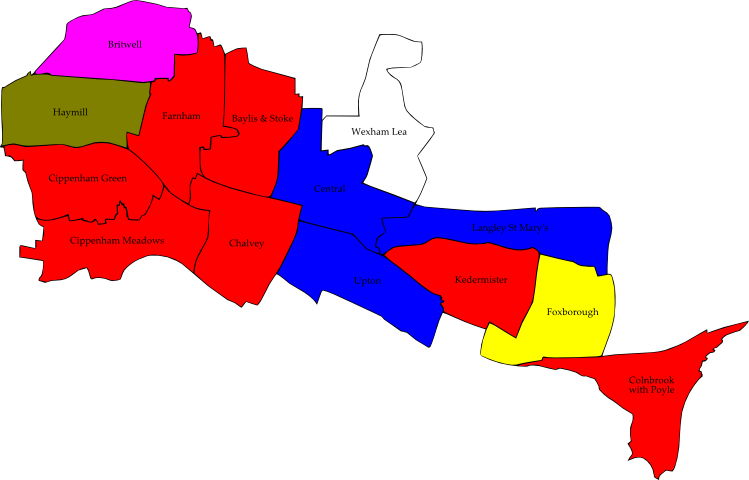 Britwell
Haymill
Farnham
Baylis & Stoke
Wexham Lea
Cippenham Green
Central
Cippenham Meadows
Chalvey
Langley St Mary's
Upton
Kedermister
Foxborough
Colnbrook
with Poyle